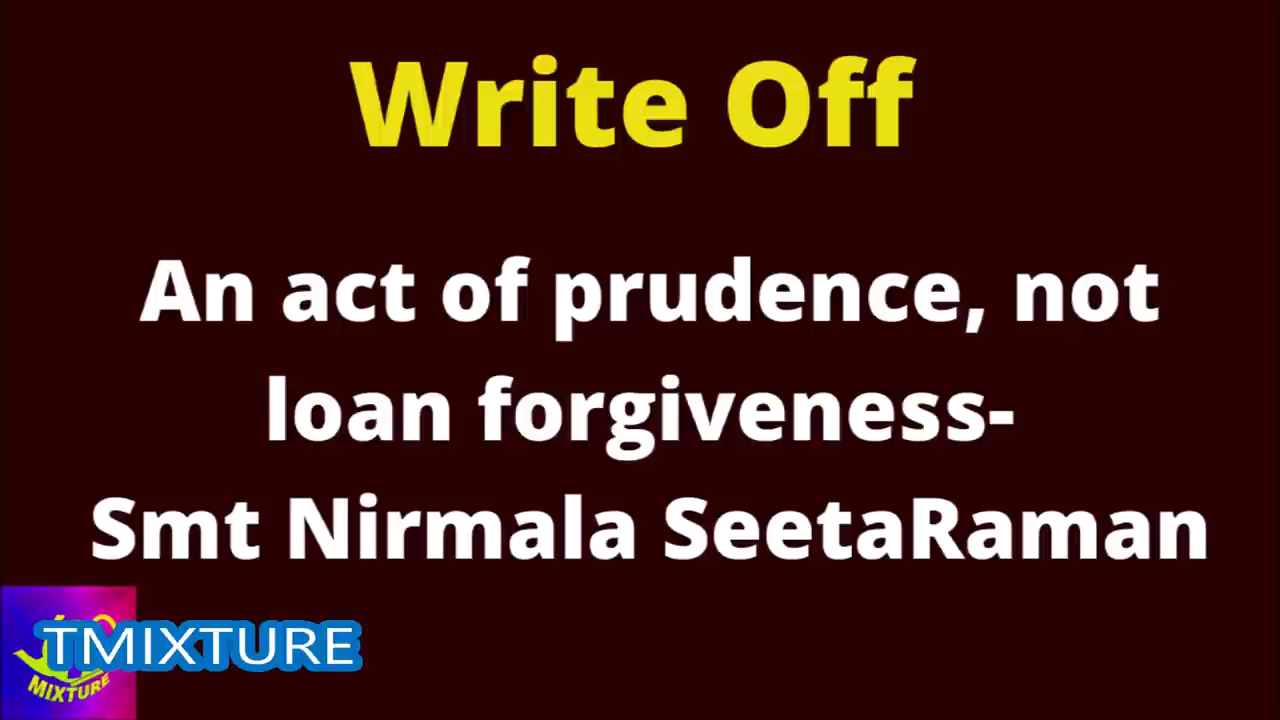 Write Off
An act of prudence, not
loan forgiveness-
Smt Nirmala SeetaRaman
TMIXTURE
MIXTURE